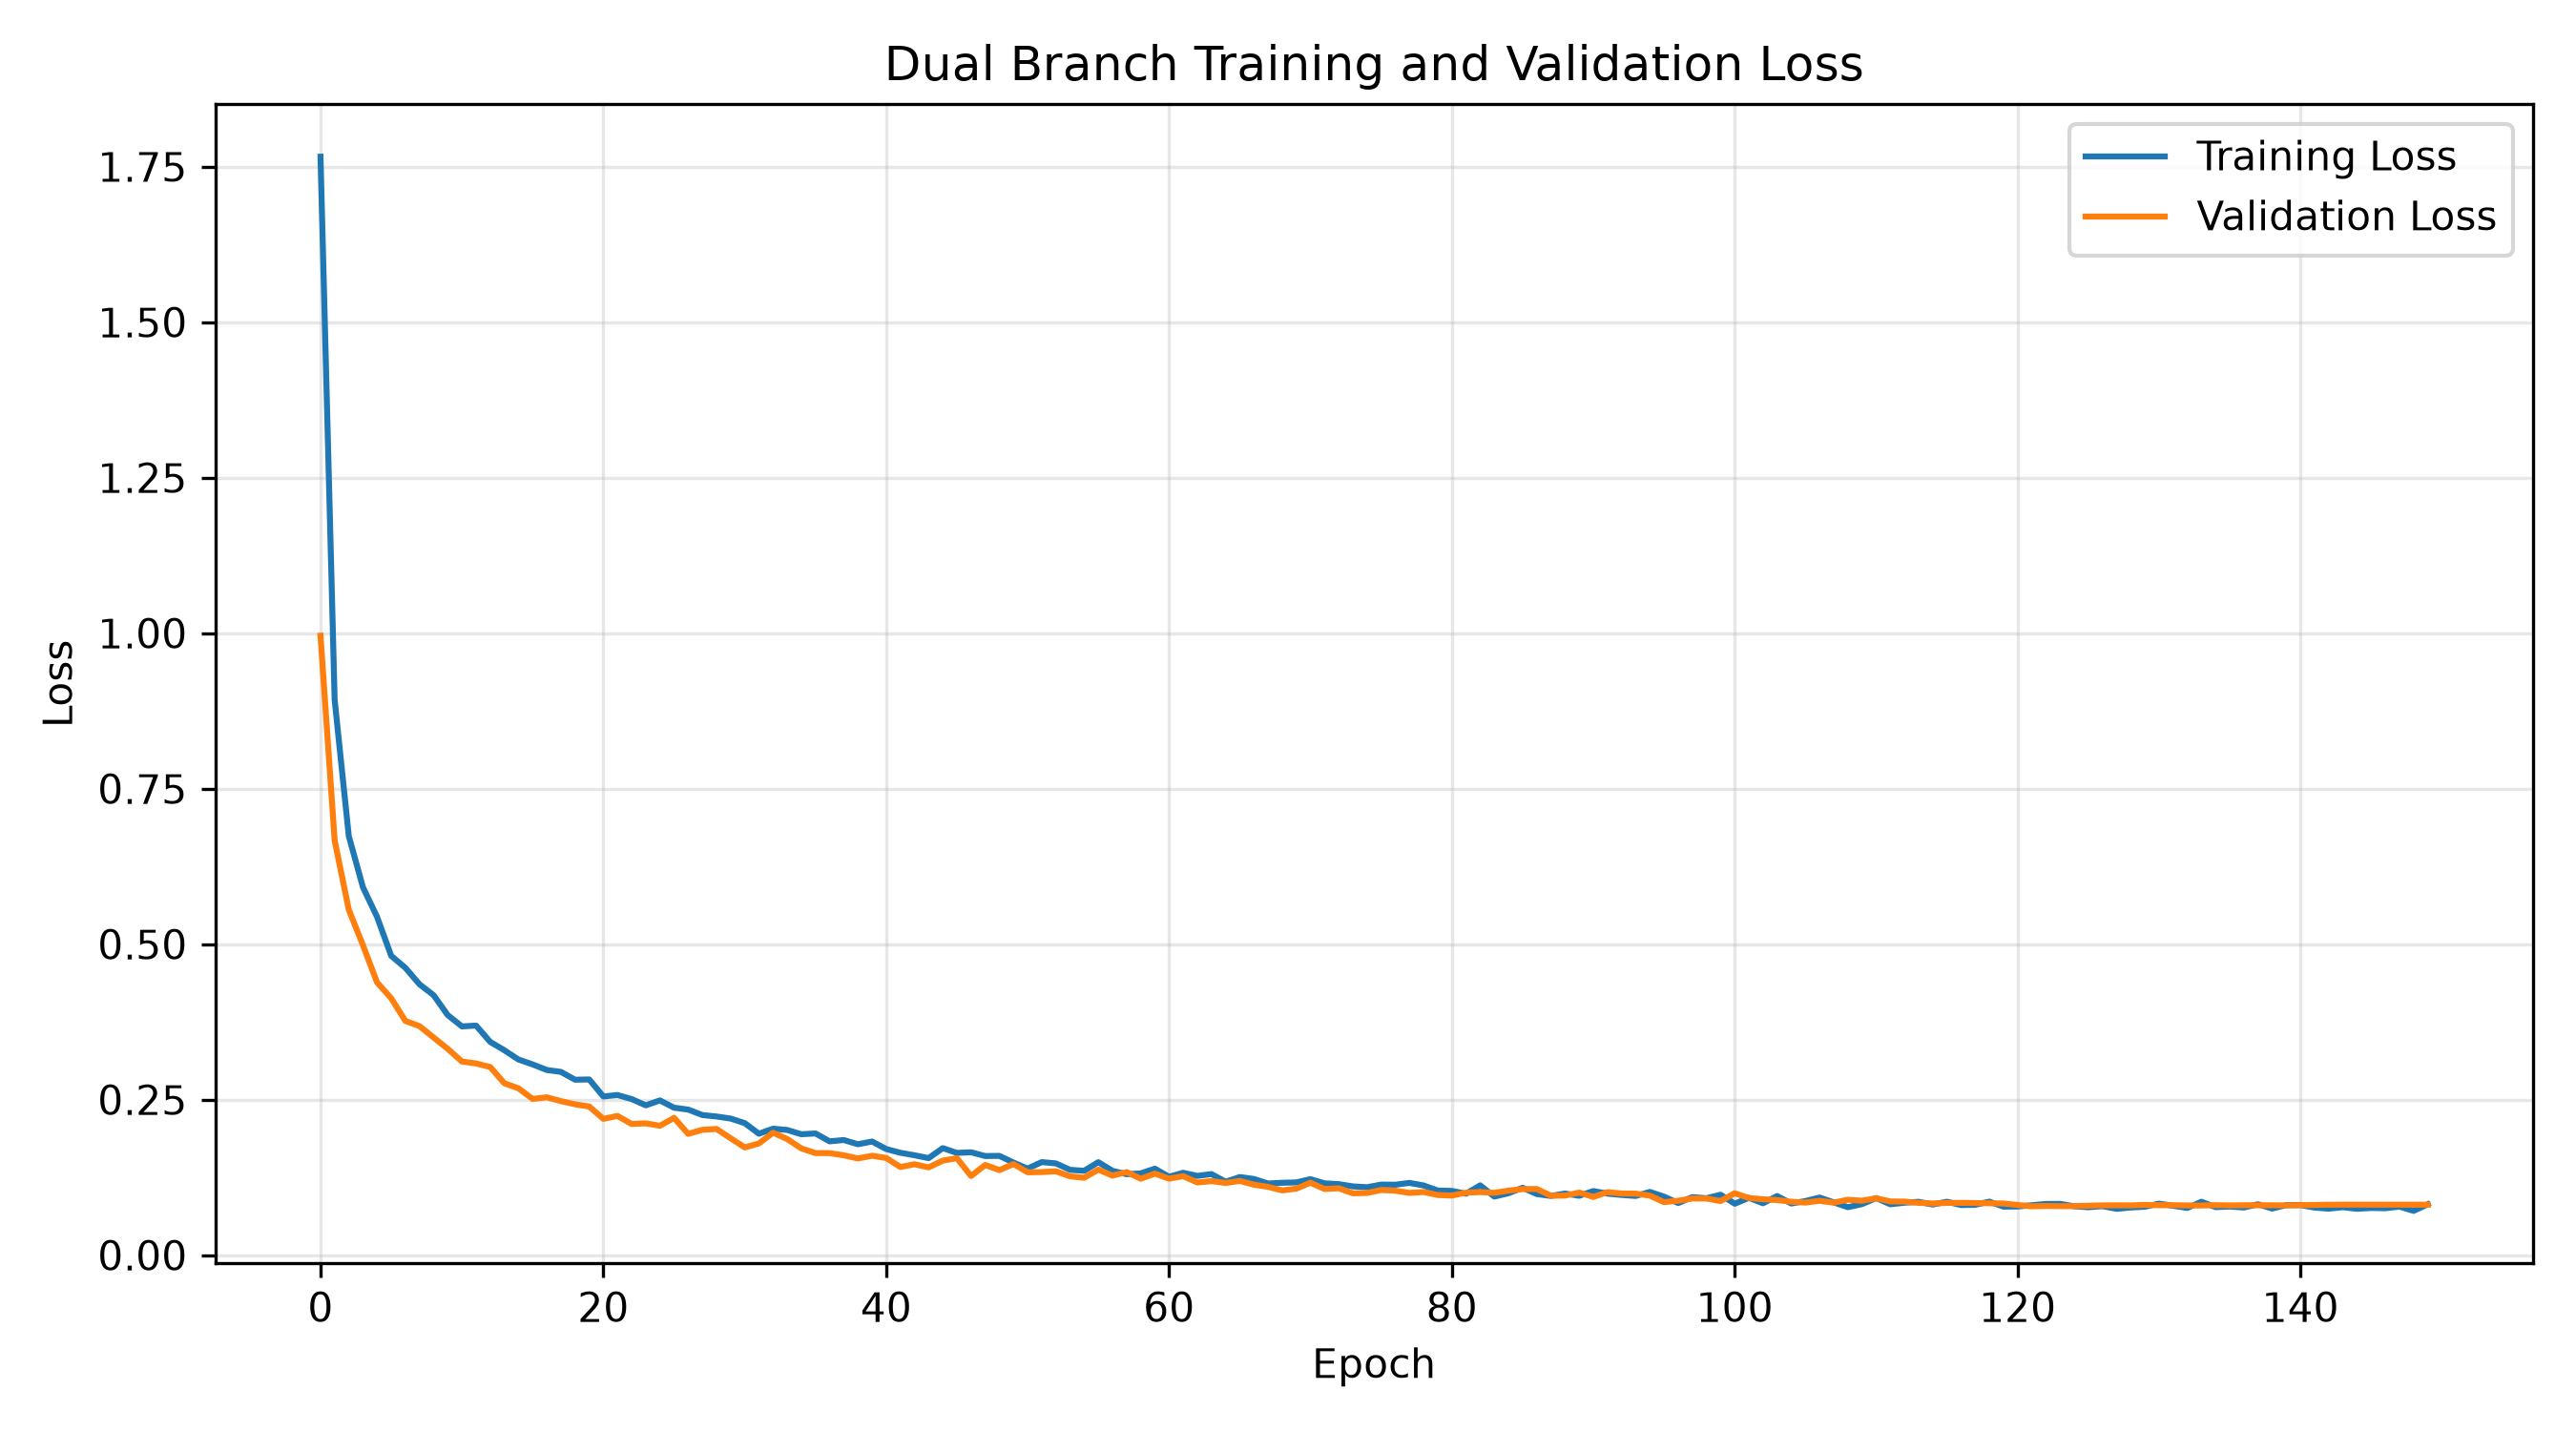 Dual Branch Training and Validation Loss
Training Loss
Validation Loss
1.75
1.50
1.25
1.00
0.75
0.50
0.25
0.00
Loss
0 20 40 60 80 100 120 140
Epoch